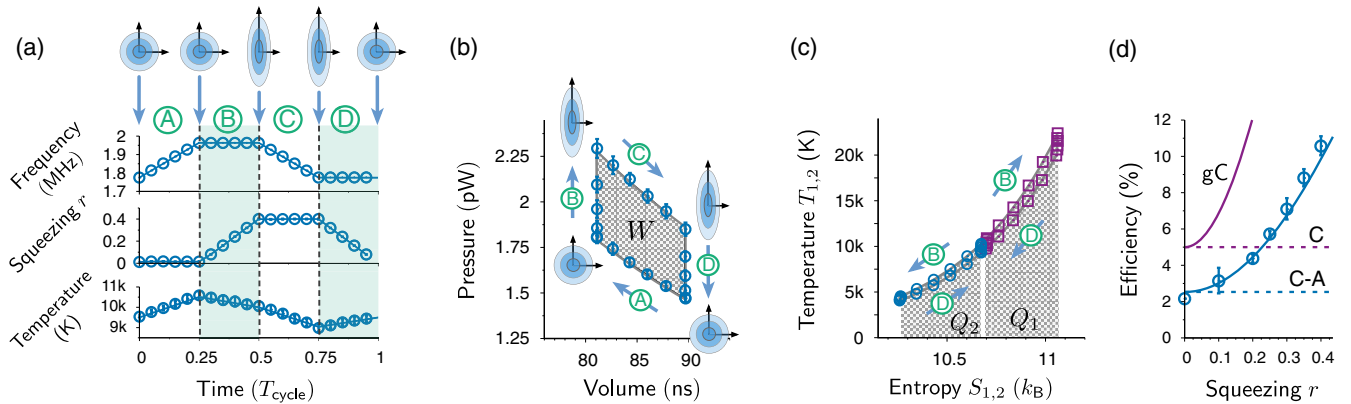 (a)
A B C D
Frequency
(MHz)
2
1.9
1.8
1.7
Squeezing r
0.4
0.2
0
Temperature
(K)
11k
10k
9k
0 0.25 0.5 0.75 1
Time (T_cycle)
(b)
Pressure (pW)
2.25
2
1.75
1.5
1.25
B
C
W
D
A
80 85 90
Volume (ns)
(c)
Temperature T_1,2 (K)
20k
15k
10k
5k
0
B
D
B
D
Q_2 Q_1
10.5 11
Entropy S_1,2 (k_B)
(d)
Efficiency (%)
12
10
8
6
4
2
0
gC
C
C-A
0 0.1 0.2 0.3 0.4
Squeezing r